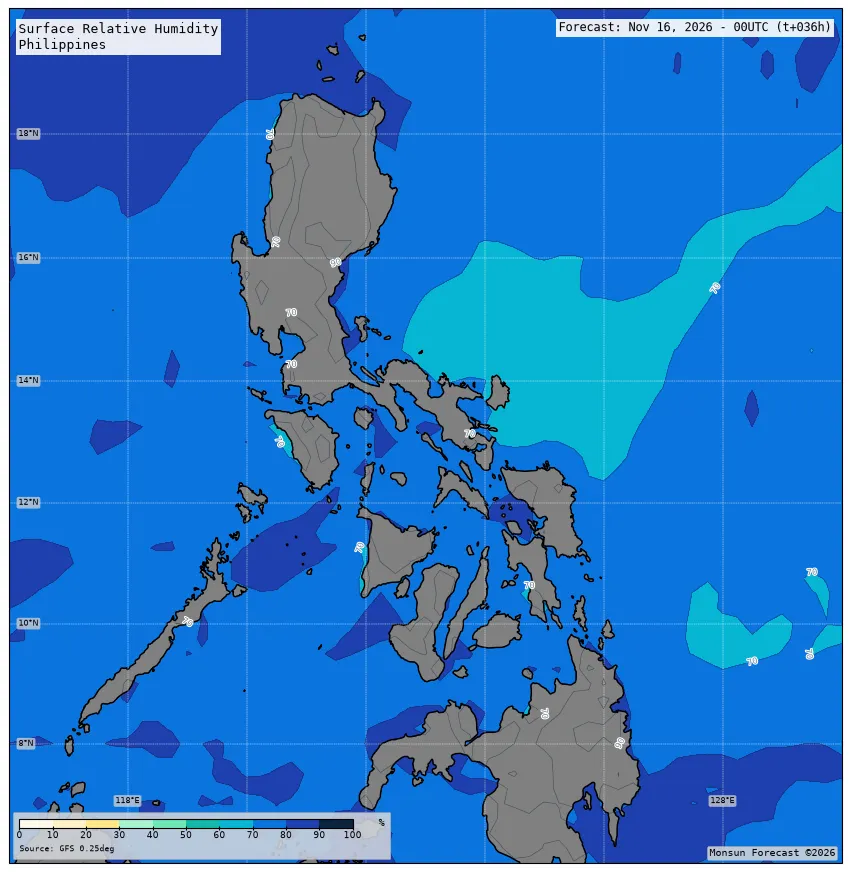 Surface Relative Humidity
Philippines
Forecast: Nov 16, 2026 - 00UTC (t+036h)
18°N
70
70
16°N
90
70
70
70
14°N
70
70
12°N
70
70
70
10°N
70
70
70
70
8°N
90
118°E
128°E
%
0 10 20 30 40 50 60 70 80 90 100
Source: GFS 0.25deg
Monsun Forecast ©2026